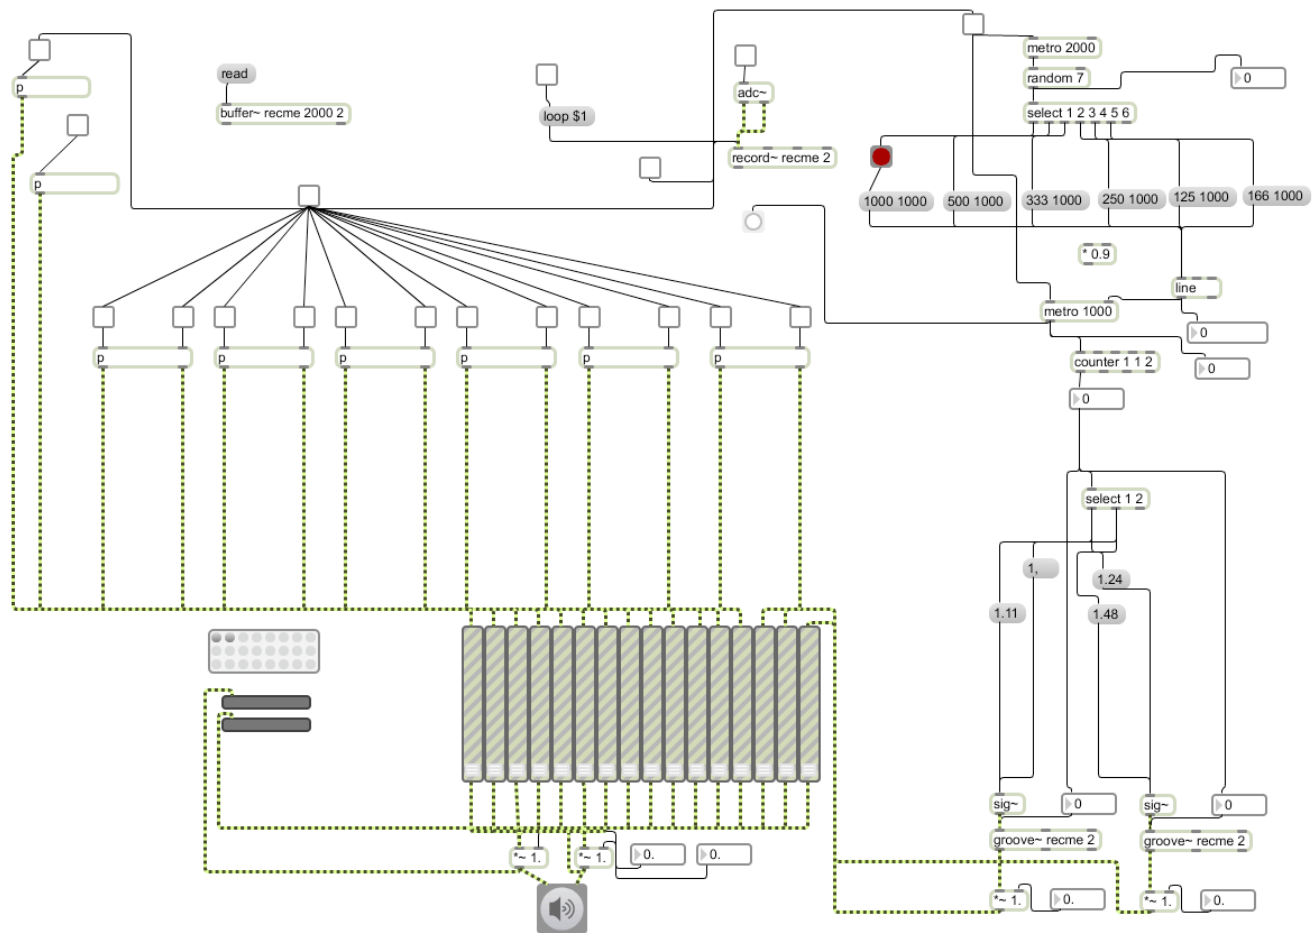 metro 2000
p
read
random 7
0
buffer~ recme 2000 2
adc~
loop $1
select 1 2 3 4 5 6
record~ recme 2
p
1000 1000
500 1000
333 1000
250 1000
125 1000
166 1000
* 0.9
line
metro 1000
0
p
p
p
p
p
p
counter 1 1 2
0
0
select 1 2
1,
1.24
1.11
1.48
sig~
0
sig~
0
groove~ recme 2
groove~ recme 2
*~ 1.
*~ 1.
0.
0.
*~ 1.
0.
*~ 1.
0.